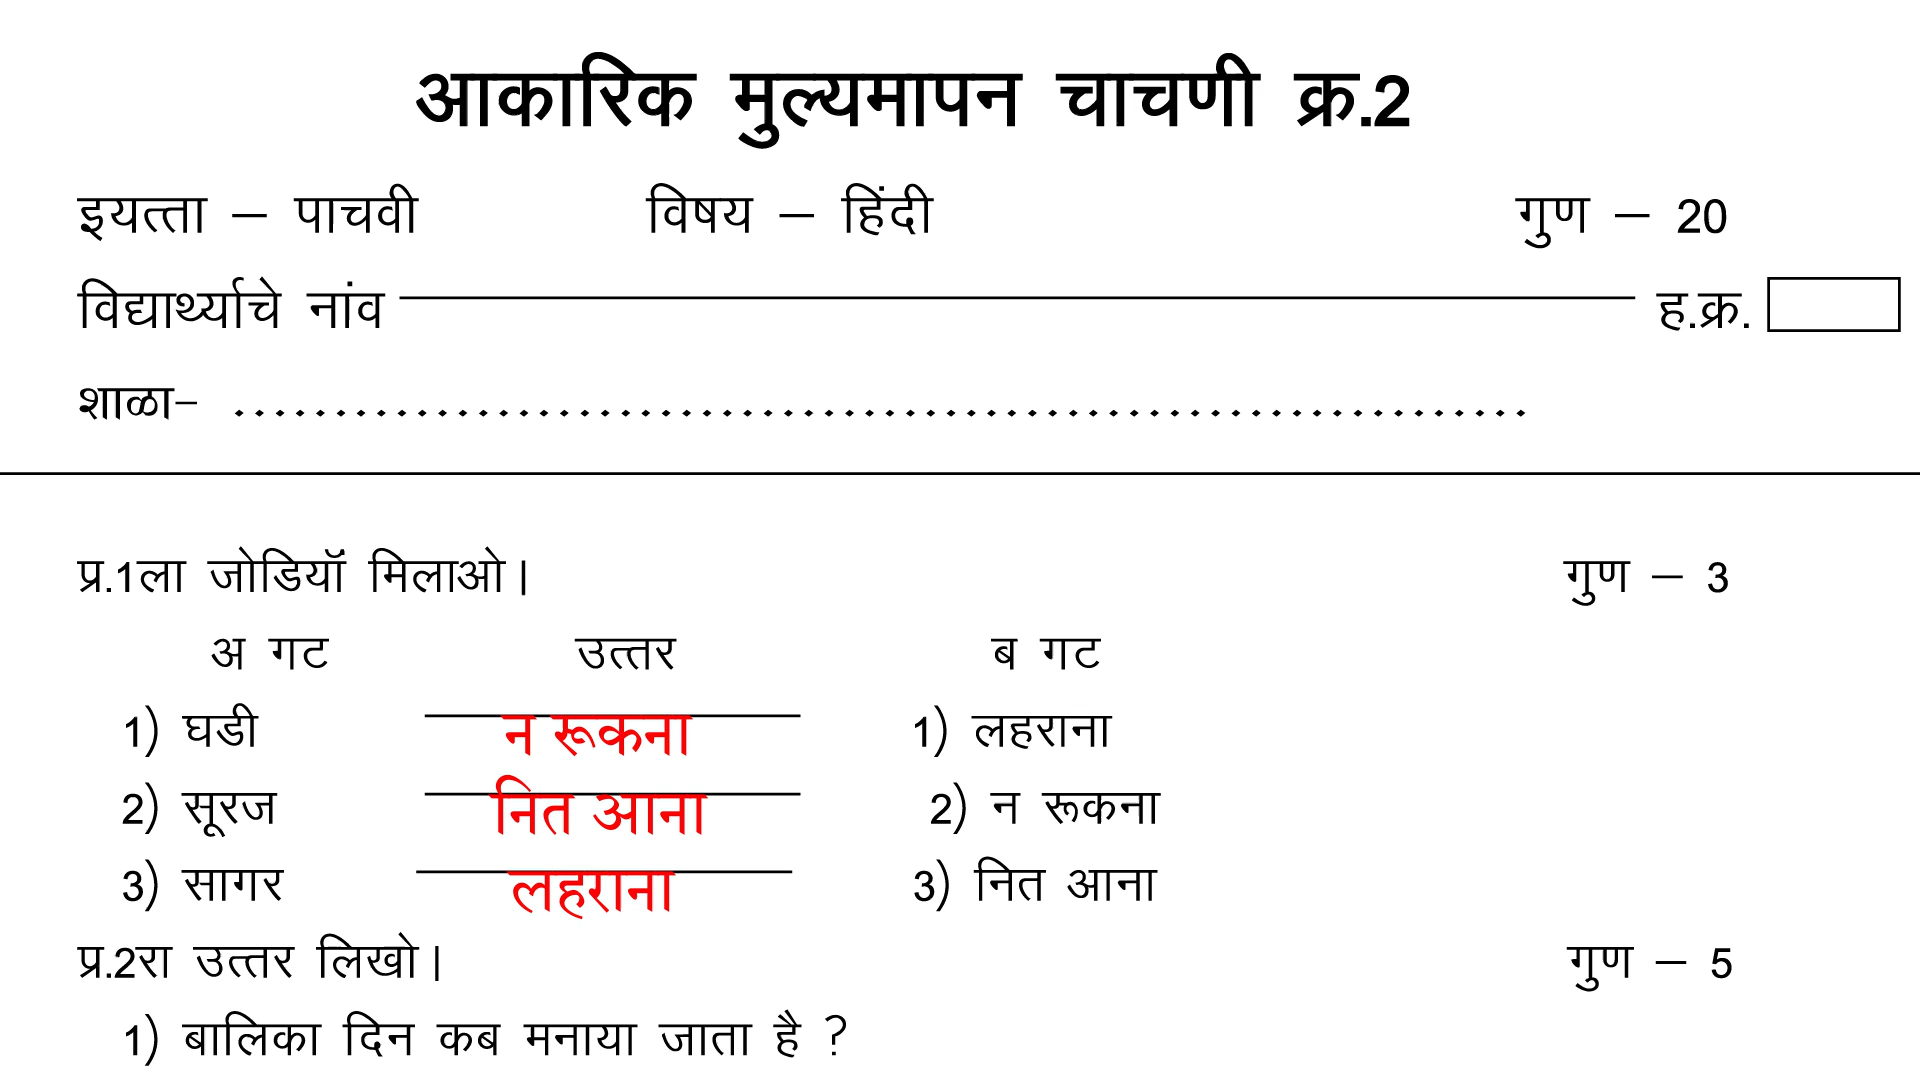 आकारिक मुल्यमापन चाचणी क्र.2
इयत्ता – पाचवी विषय – हिंदी गुण – 20
विद्यार्थ्याचे नांव ह.क्र.
शाळा- ................................................................
प्र.1ला जोडियॉ मिलाओ। गुण – 3
अ गट उत्तर ब गट
1) घडी न रूकना 1) लहराना
2) सूरज नित आना 2) न रूकना
3) सागर लहराना 3) नित आना
प्र.2रा उत्तर लिखो। गुण – 5
1) बालिका दिन कब मनाया जाता है ?